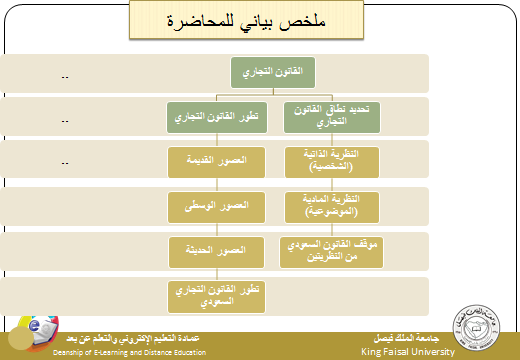 ملخص بياني للمحاضرة
القانون التجاري
..
تحديد نطاق القانون
التجاري
تطور القانون التجاري
..
النظرية الذاتية
(الشخصية)
العصور القديمة
..
النظرية المادية
(الموضوعية)
العصور الوسطى
موقف القانون السعودي
من النظريتين
العصور الحديثة
تطور القانون التجاري
السعودي
جامعة الملك فيصل
King Faisal University
عمادة التعليم الإلكتروني والتعلم عن بعد
Deanship of E-Learning and Distance Education